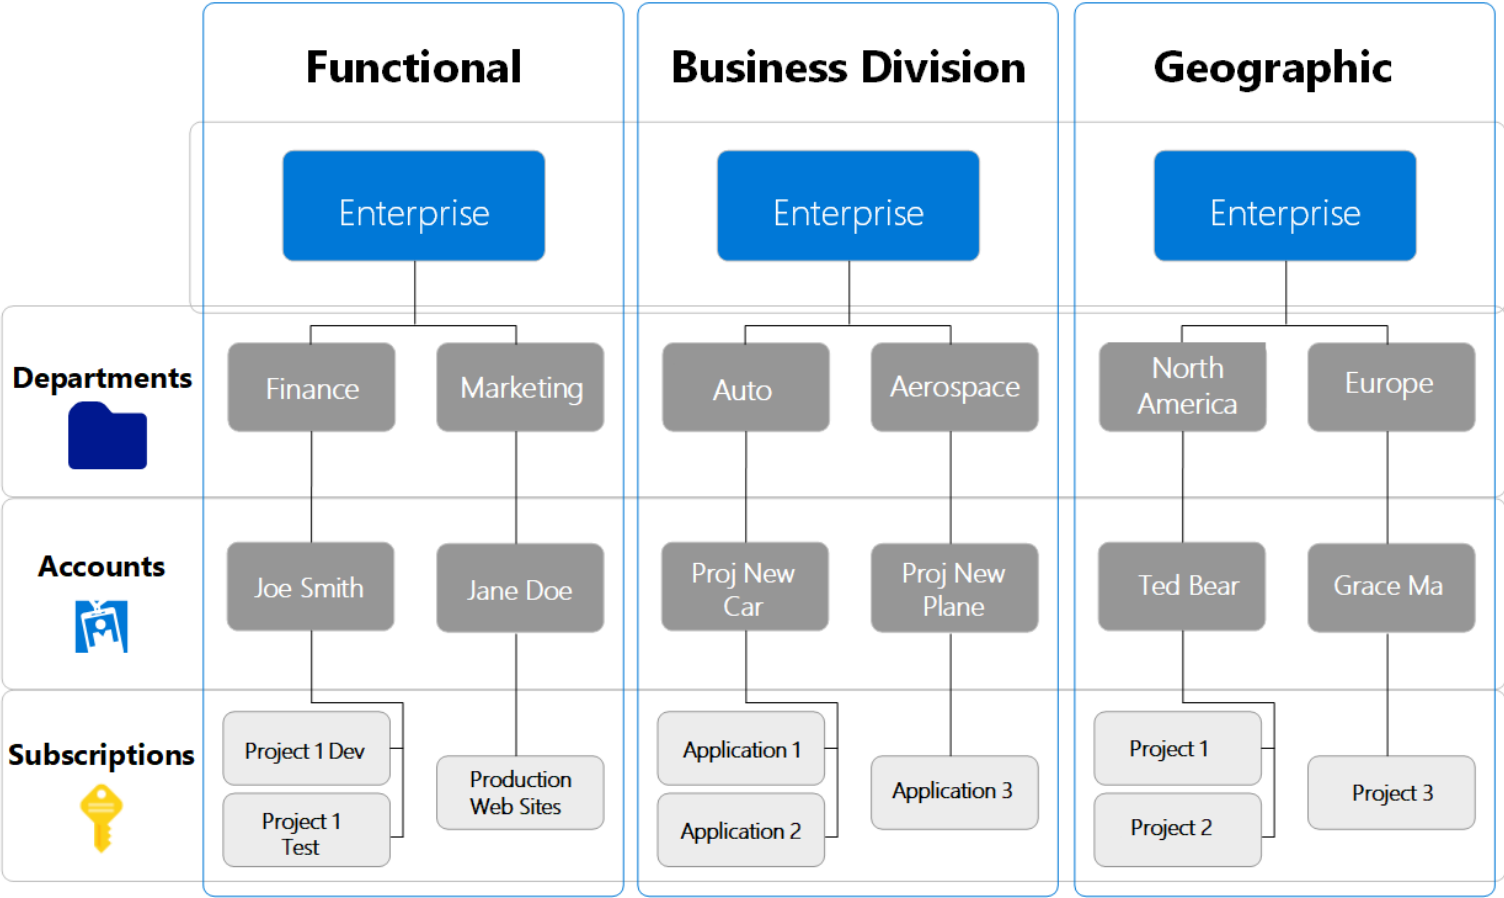 Functional
Business Division
Geographic
Enterprise
Enterprise
Enterprise
Departments
Finance
Marketing
Auto
Aerospace
North
America
Europe
Accounts
Joe Smith
Jane Doe
Proj New
Car
Proj New
Plane
Ted Bear
Grace Ma
Subscriptions
Project 1 Dev
Project 1
Test
Production
Web Sites
Application 1
Application 2
Application 3
Project 1
Project 2
Project 3